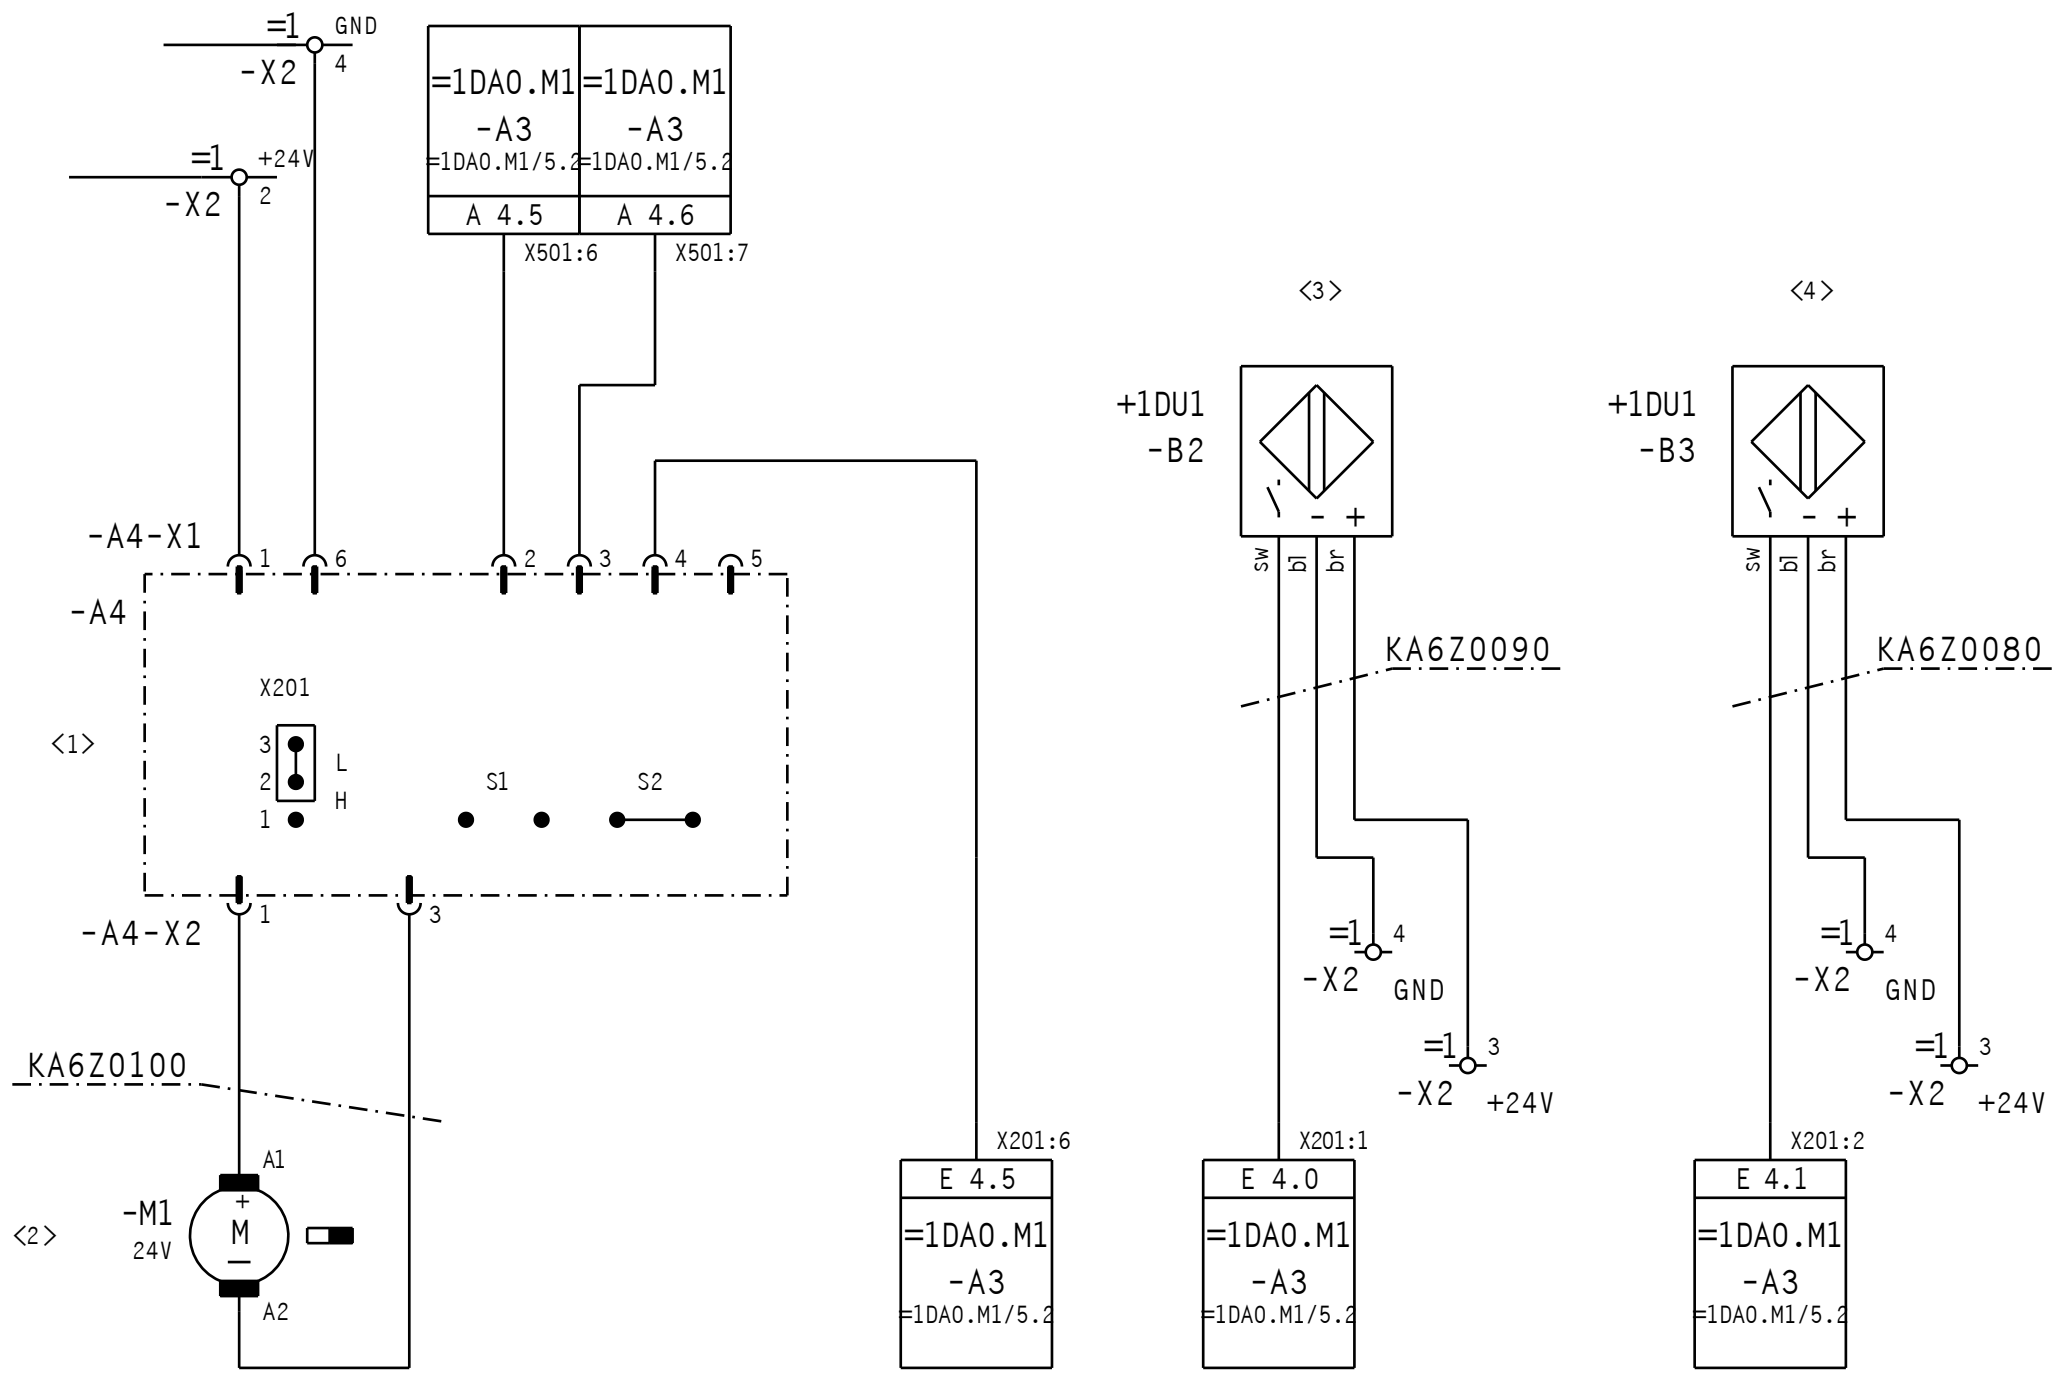 =1 GND
-X2 4
=1 +24V
-X2 2
=1DA0.M1 =1DA0.M1
-A3 -A3
=1DA0.M1/5.2 =1DA0.M1/5.2
A 4.5 A 4.6
X501:6 X501:7
<3> <4>
+1DU1 +1DU1
-B2 -B3
- + - +
sw bl br sw bl br
-A4-X1 1 6 2 3 4 5
-A4
KA6Z0090 KA6Z0080
X201
<1> 3 L
2 H
1
S1 S2
-A4-X2 1 3
=1 4 =1 4
-X2 GND -X2 GND
=1 3 =1 3
-X2 +24V -X2 +24V
KA6Z0100
X201:6 X201:1 X201:2
A1
+
<2> -M1 M
24V
—
A2
E 4.5 E 4.0 E 4.1
=1DA0.M1 =1DA0.M1 =1DA0.M1
-A3 -A3 -A3
=1DA0.M1/5.2 =1DA0.M1/5.2 =1DA0.M1/5.2